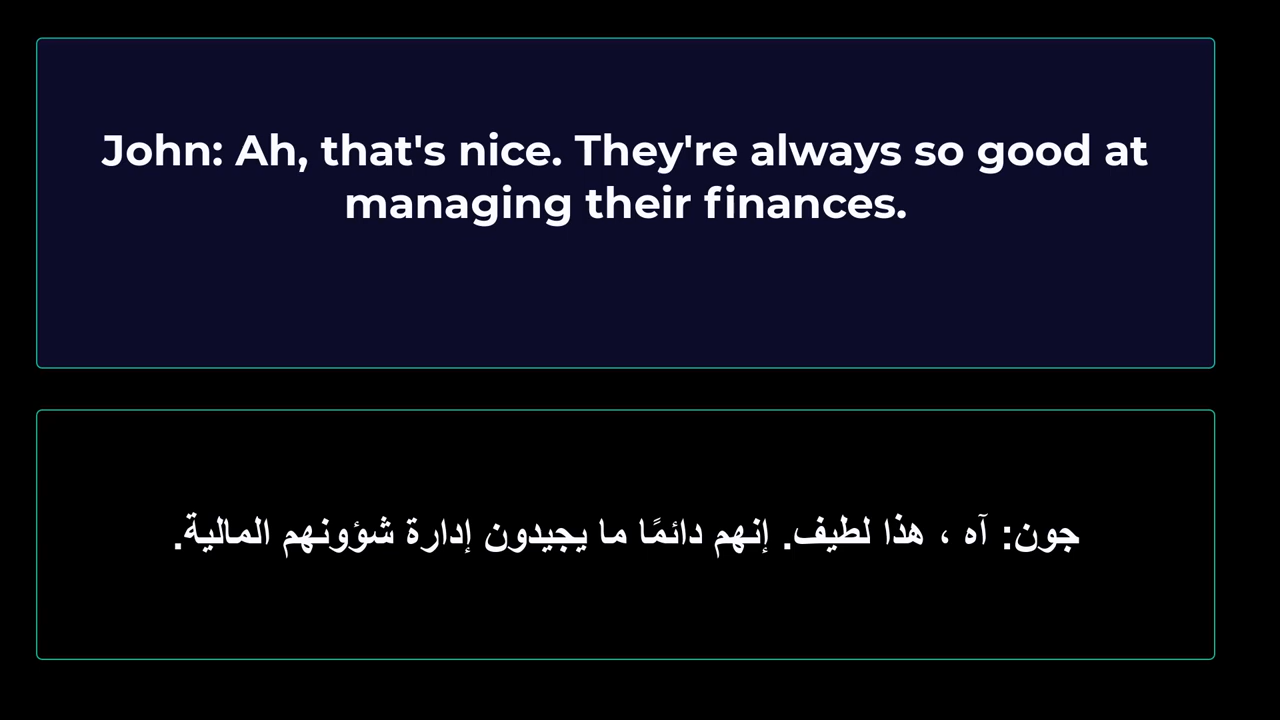 John: Ah, that's nice. They're always so good at
managing their finances.
جون: آه ، هذا لطيف. إنهم دائمًا ما يجيدون إدارة شؤونهم المالية.